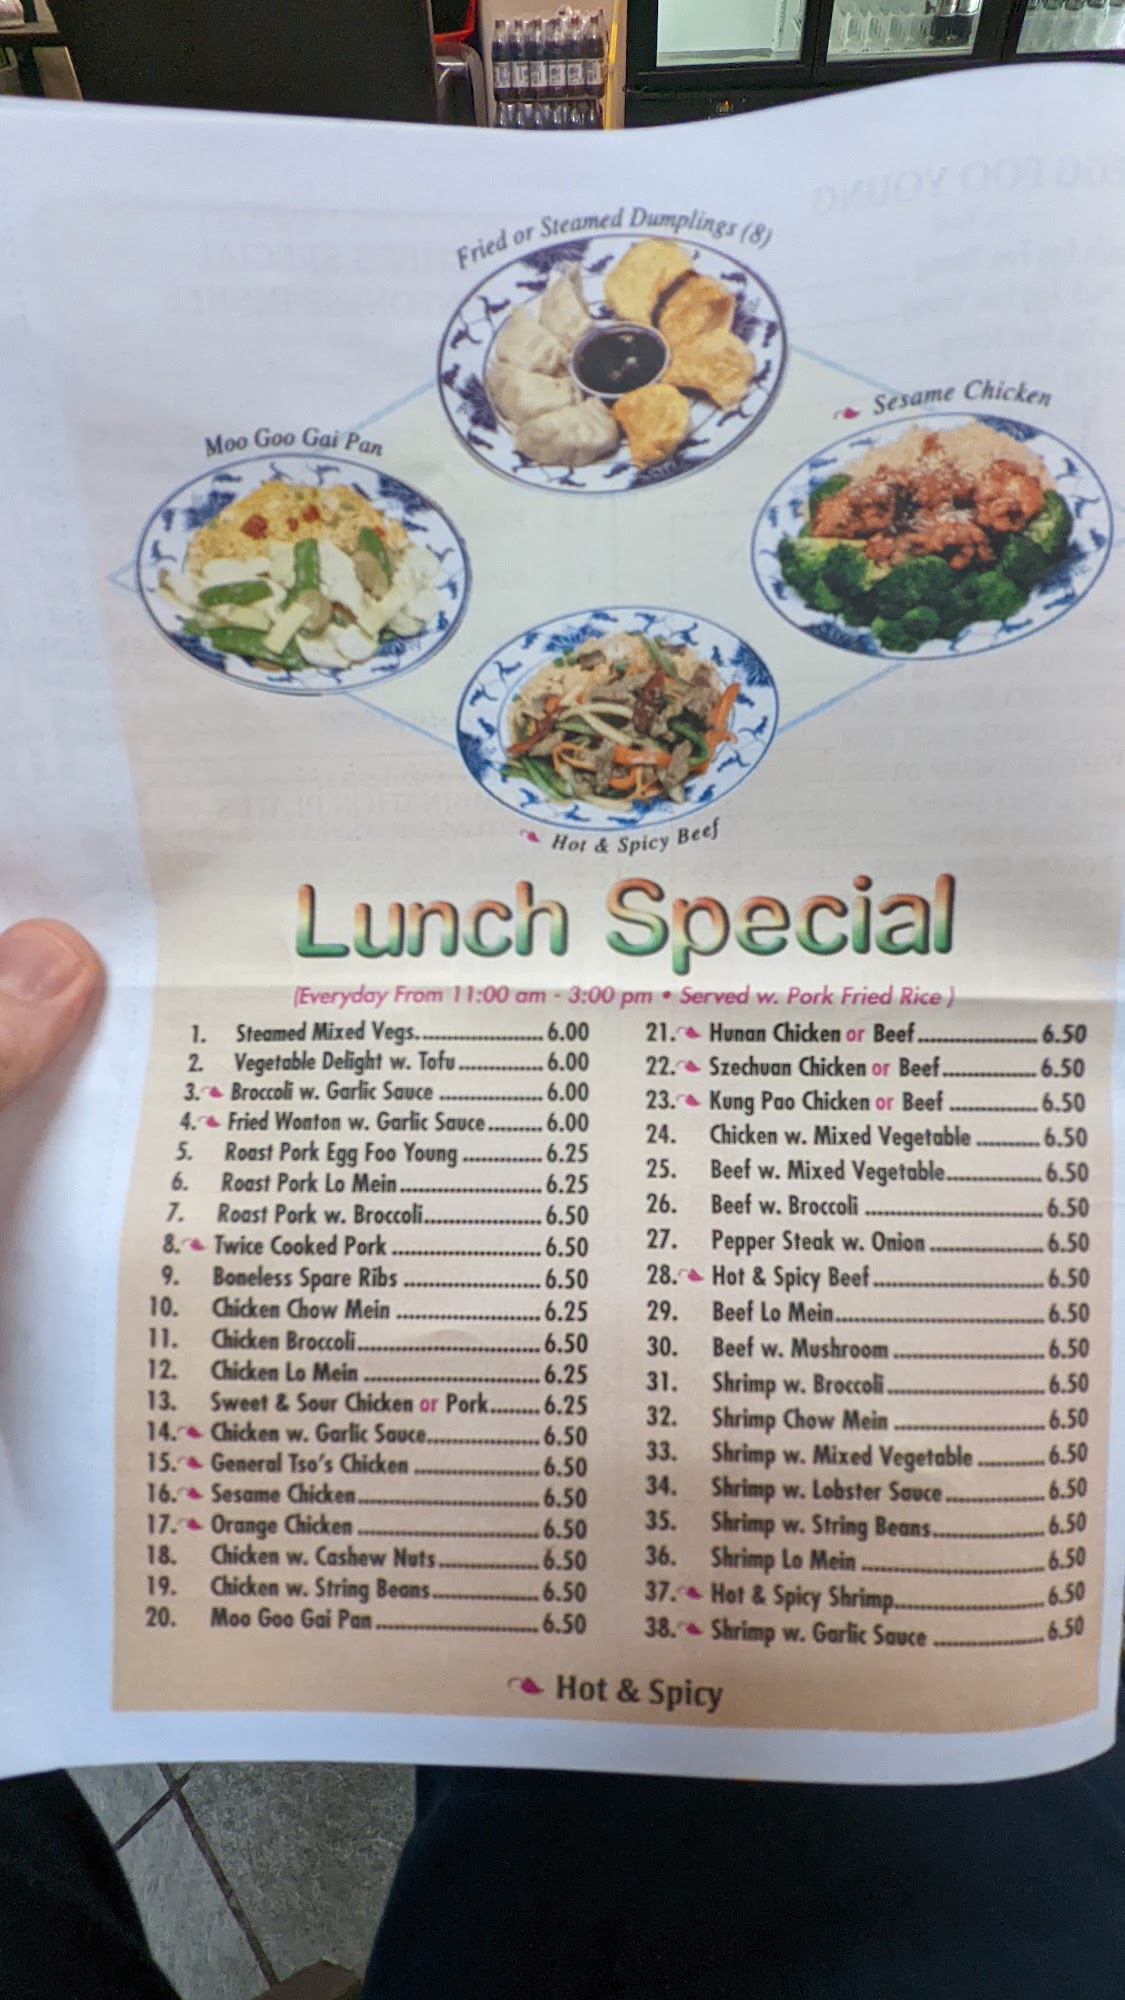 Fried or Steamed Dumplings (8)
Sesame Chicken
Moo Goo Gai Pan
Hot & Spicy Beef
Lunch Special
(Everyday From 11:00 am - 3:00 pm • Served w. Pork Fried Rice )
1. Steamed Mixed Vegs. 6.00
2. Vegetable Delight w. Tofu 6.00
3. Broccoli w. Garlic Sauce 6.00
4. Fried Wonton w. Garlic Sauce 6.00
5. Roast Pork Egg Foo Young 6.25
6. Roast Pork Lo Mein 6.25
7. Roast Pork w. Broccoli 6.50
8. Twice Cooked Pork 6.50
9. Boneless Spare Ribs 6.50
10. Chicken Chow Mein 6.25
11. Chicken Broccoli 6.50
12. Chicken Lo Mein 6.25
13. Sweet & Sour Chicken or Pork 6.25
14. Chicken w. Garlic Sauce 6.50
15. General Tso's Chicken 6.50
16. Sesame Chicken 6.50
17. Orange Chicken 6.50
18. Chicken w. Cashew Nuts 6.50
19. Chicken w. String Beans 6.50
20. Moo Goo Gai Pan 6.50
21. Hunan Chicken or Beef 6.50
22. Szechuan Chicken or Beef 6.50
23. Kung Pao Chicken or Beef 6.50
24. Chicken w. Mixed Vegetable 6.50
25. Beef w. Mixed Vegetable 6.50
26. Beef w. Broccoli 6.50
27. Pepper Steak w. Onion 6.50
28. Hot & Spicy Beef 6.50
29. Beef Lo Mein 6.50
30. Beef w. Mushroom 6.50
31. Shrimp w. Broccoli 6.50
32. Shrimp Chow Mein 6.50
33. Shrimp w. Mixed Vegetable 6.50
34. Shrimp w. Lobster Sauce 6.50
35. Shrimp w. String Beans 6.50
36. Shrimp Lo Mein 6.50
37. Hot & Spicy Shrimp 6.50
38. Shrimp w. Garlic Sauce 6.50
Hot & Spicy